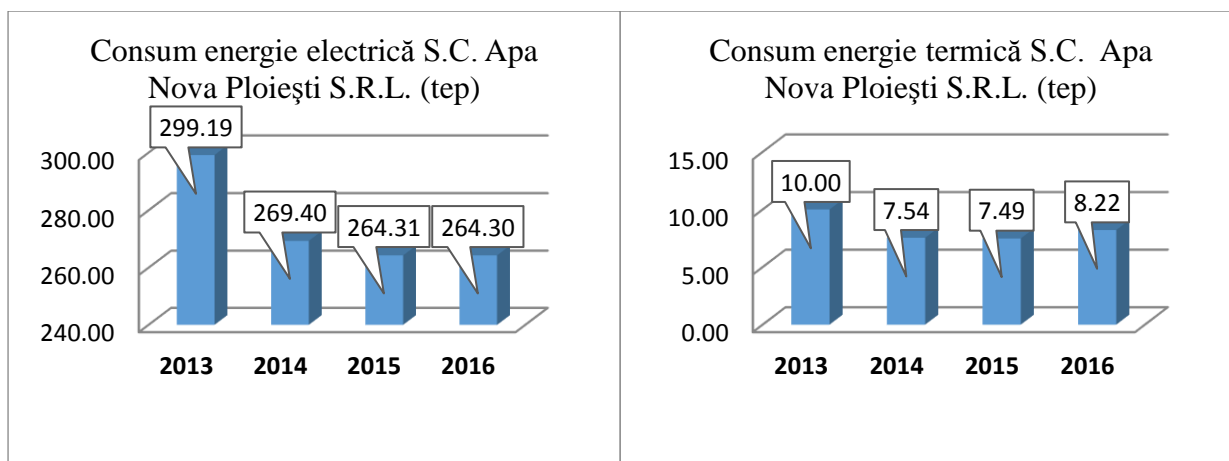 Consum energie electrică S.C. Apa
Nova Ploieşti S.R.L. (tep)
299.19
300.00
280.00
269.40
264.31
264.30
260.00
240.00
2013 2014 2015 2016
Consum energie termică S.C. Apa
Nova Ploieşti S.R.L. (tep)
15.00
10.00
10.00
7.54
7.49
8.22
5.00
0.00
2013 2014 2015 2016